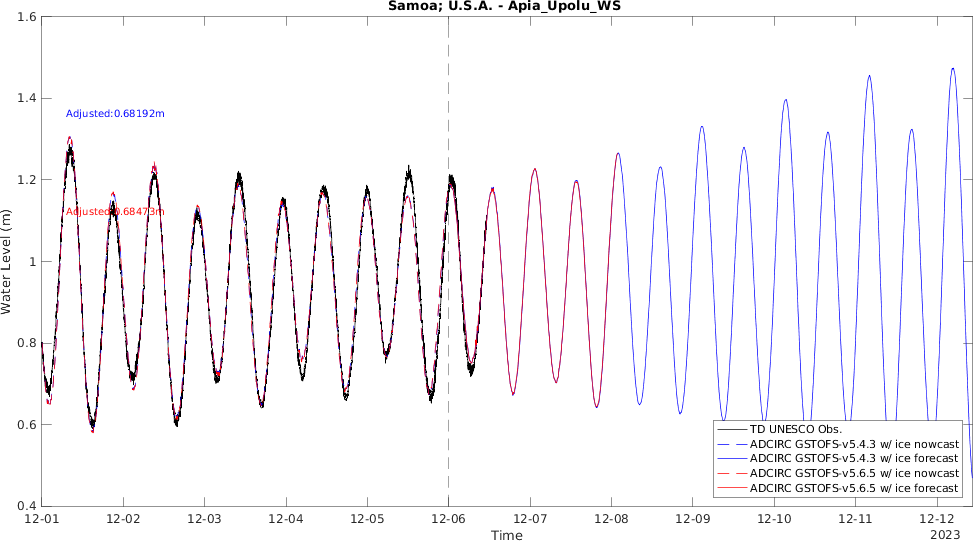 Samoa; U.S.A. - Apia_Upolu_WS
1.6
1.4
1.2
1
0.8
0.6
0.4
Water Level (m)
Adjusted:0.68192m
Adjusted:0.68473m
TD UNESCO Obs.
ADCIRC GSTOFS-v5.4.3 w/ ice nowcast
ADCIRC GSTOFS-v5.4.3 w/ ice forecast
ADCIRC GSTOFS-v5.6.5 w/ ice nowcast
ADCIRC GSTOFS-v5.6.5 w/ ice forecast
12-01 12-02 12-03 12-04 12-05 12-06 12-07 12-08 12-09 12-10 12-11 12-12
2023
Time